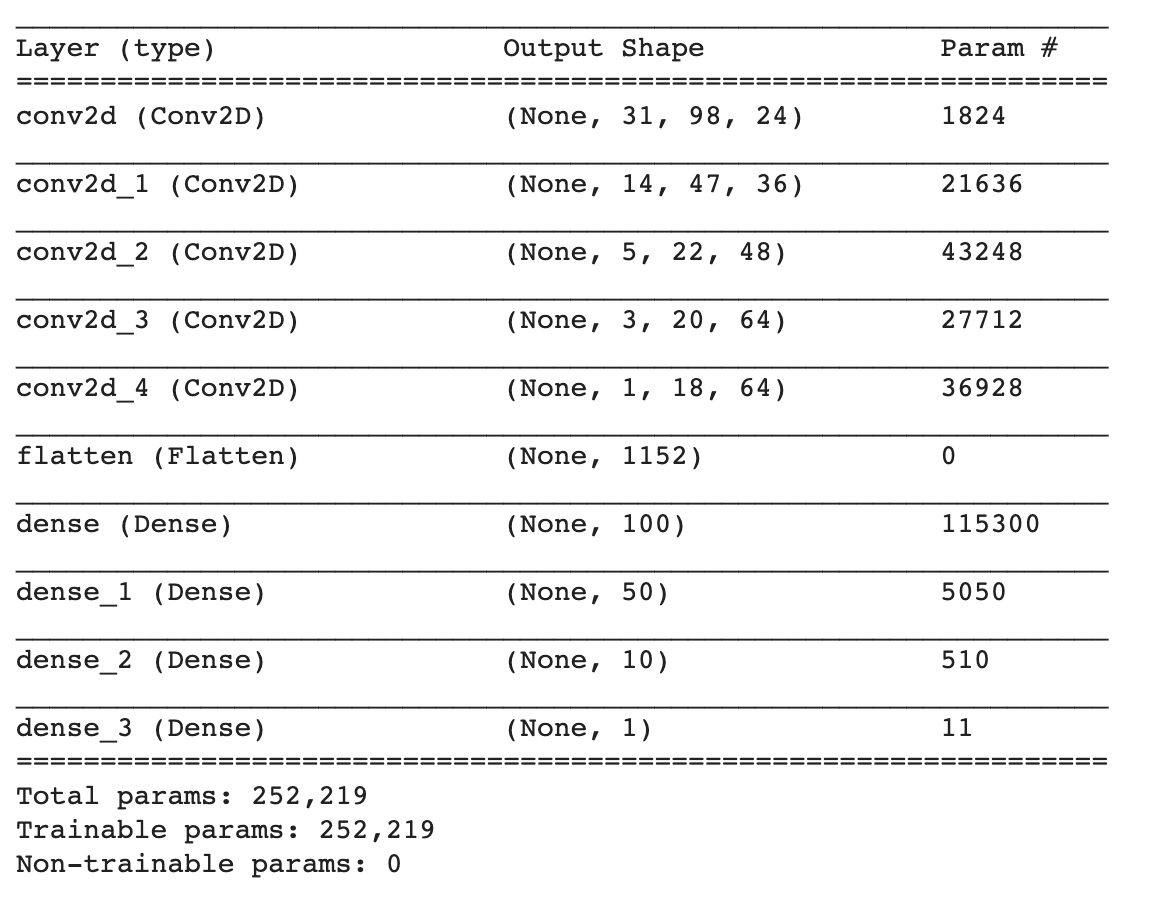 Layer (type) Output Shape Param #
=================================================================
conv2d (Conv2D) (None, 31, 98, 24) 1824
conv2d_1 (Conv2D) (None, 14, 47, 36) 21636
conv2d_2 (Conv2D) (None, 5, 22, 48) 43248
conv2d_3 (Conv2D) (None, 3, 20, 64) 27712
conv2d_4 (Conv2D) (None, 1, 18, 64) 36928
flatten (Flatten) (None, 1152) 0
dense (Dense) (None, 100) 115300
dense_1 (Dense) (None, 50) 5050
dense_2 (Dense) (None, 10) 510
dense_3 (Dense) (None, 1) 11
=================================================================
Total params: 252,219
Trainable params: 252,219
Non-trainable params: 0